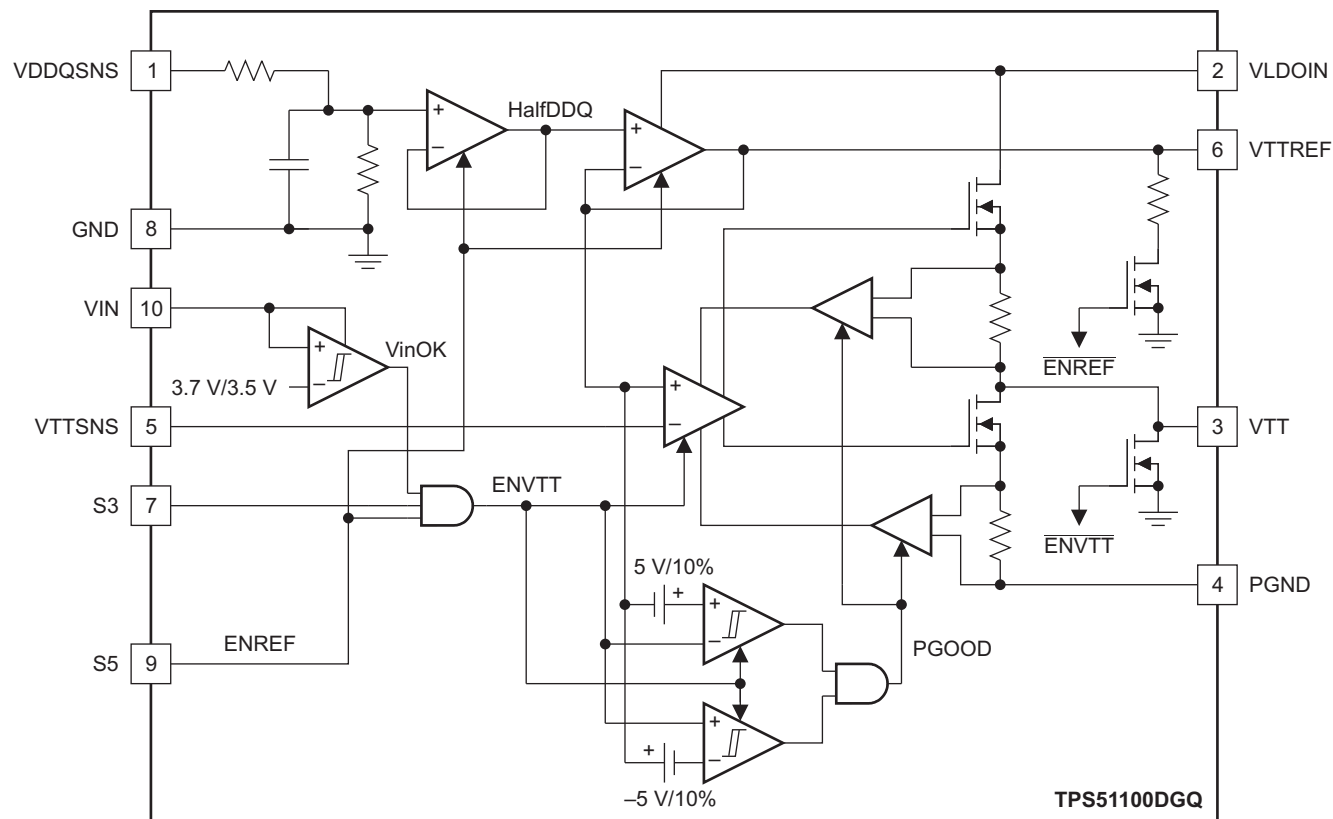 VDDQSNS 1
2 VLDOIN
+
−
HalfDDQ
+
−
6 VTTREF
GND 8
VIN 10
+
−
VinOK
3.7 V/3.5 V
ENREF
VTTSNS 5
+
−
3 VTT
S3 7
ENVTT
ENVTT
4 PGND
5 V/10%
+
+
−
S5 9
ENREF
PGOOD
+
−
+
–5 V/10%
TPS51100DGQ